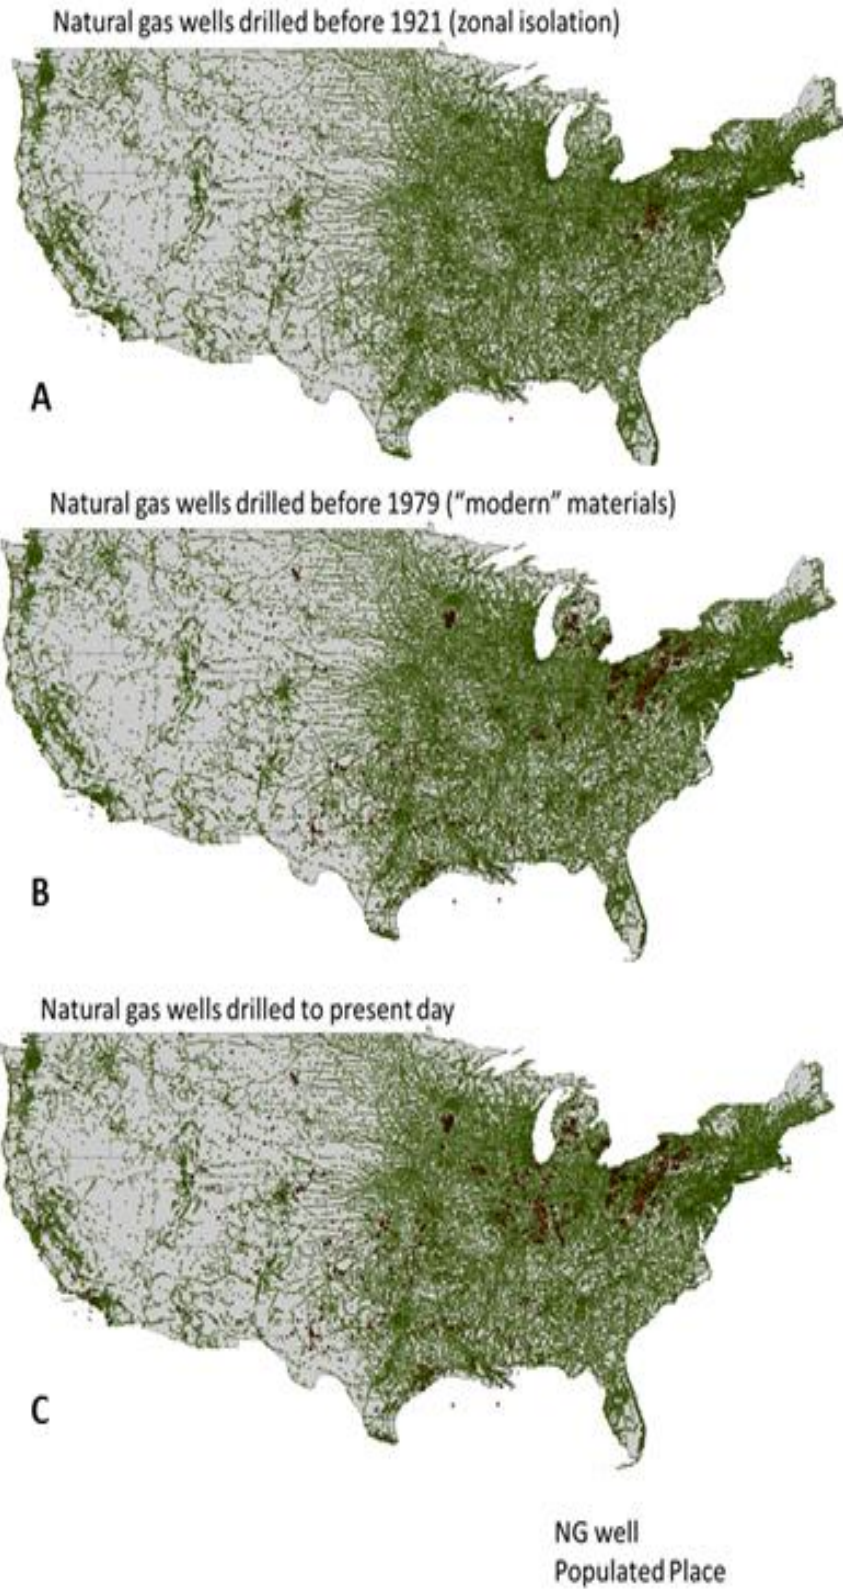 Natural gas wells drilled before 1921 (zonal isolation)
A
Natural gas wells drilled before 1979 (“modern” materials)
B
Natural gas wells drilled to present day
C
NG well
Populated Place